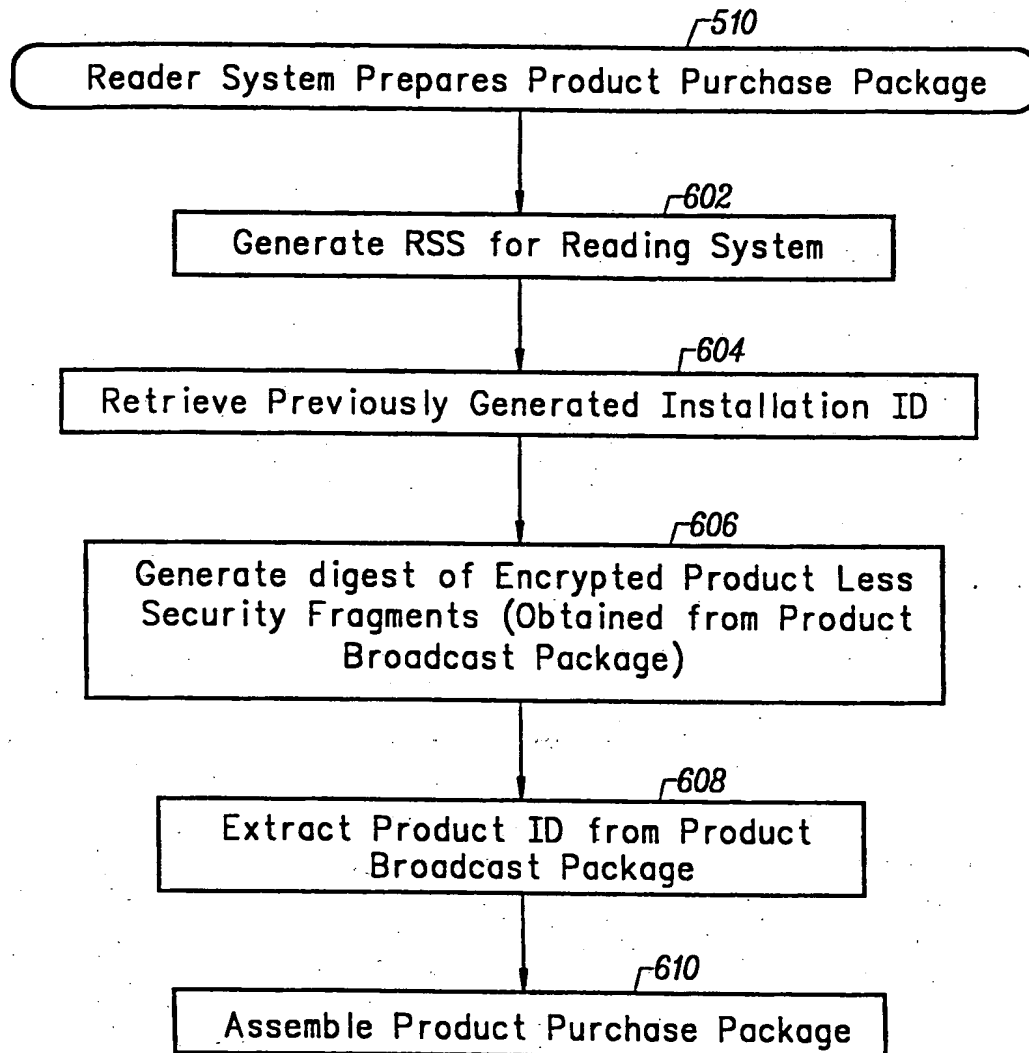 510
Reader System Prepares Product Purchase Package
602
Generate RSS for Reading System
604
Retrieve Previously Generated Installation ID
606
Generate digest of Encrypted Product Less
Security Fragments (Obtained from Product
Broadcast Package)
608
Extract Product ID from Product
Broadcast Package
610
Assemble Product Purchase Package